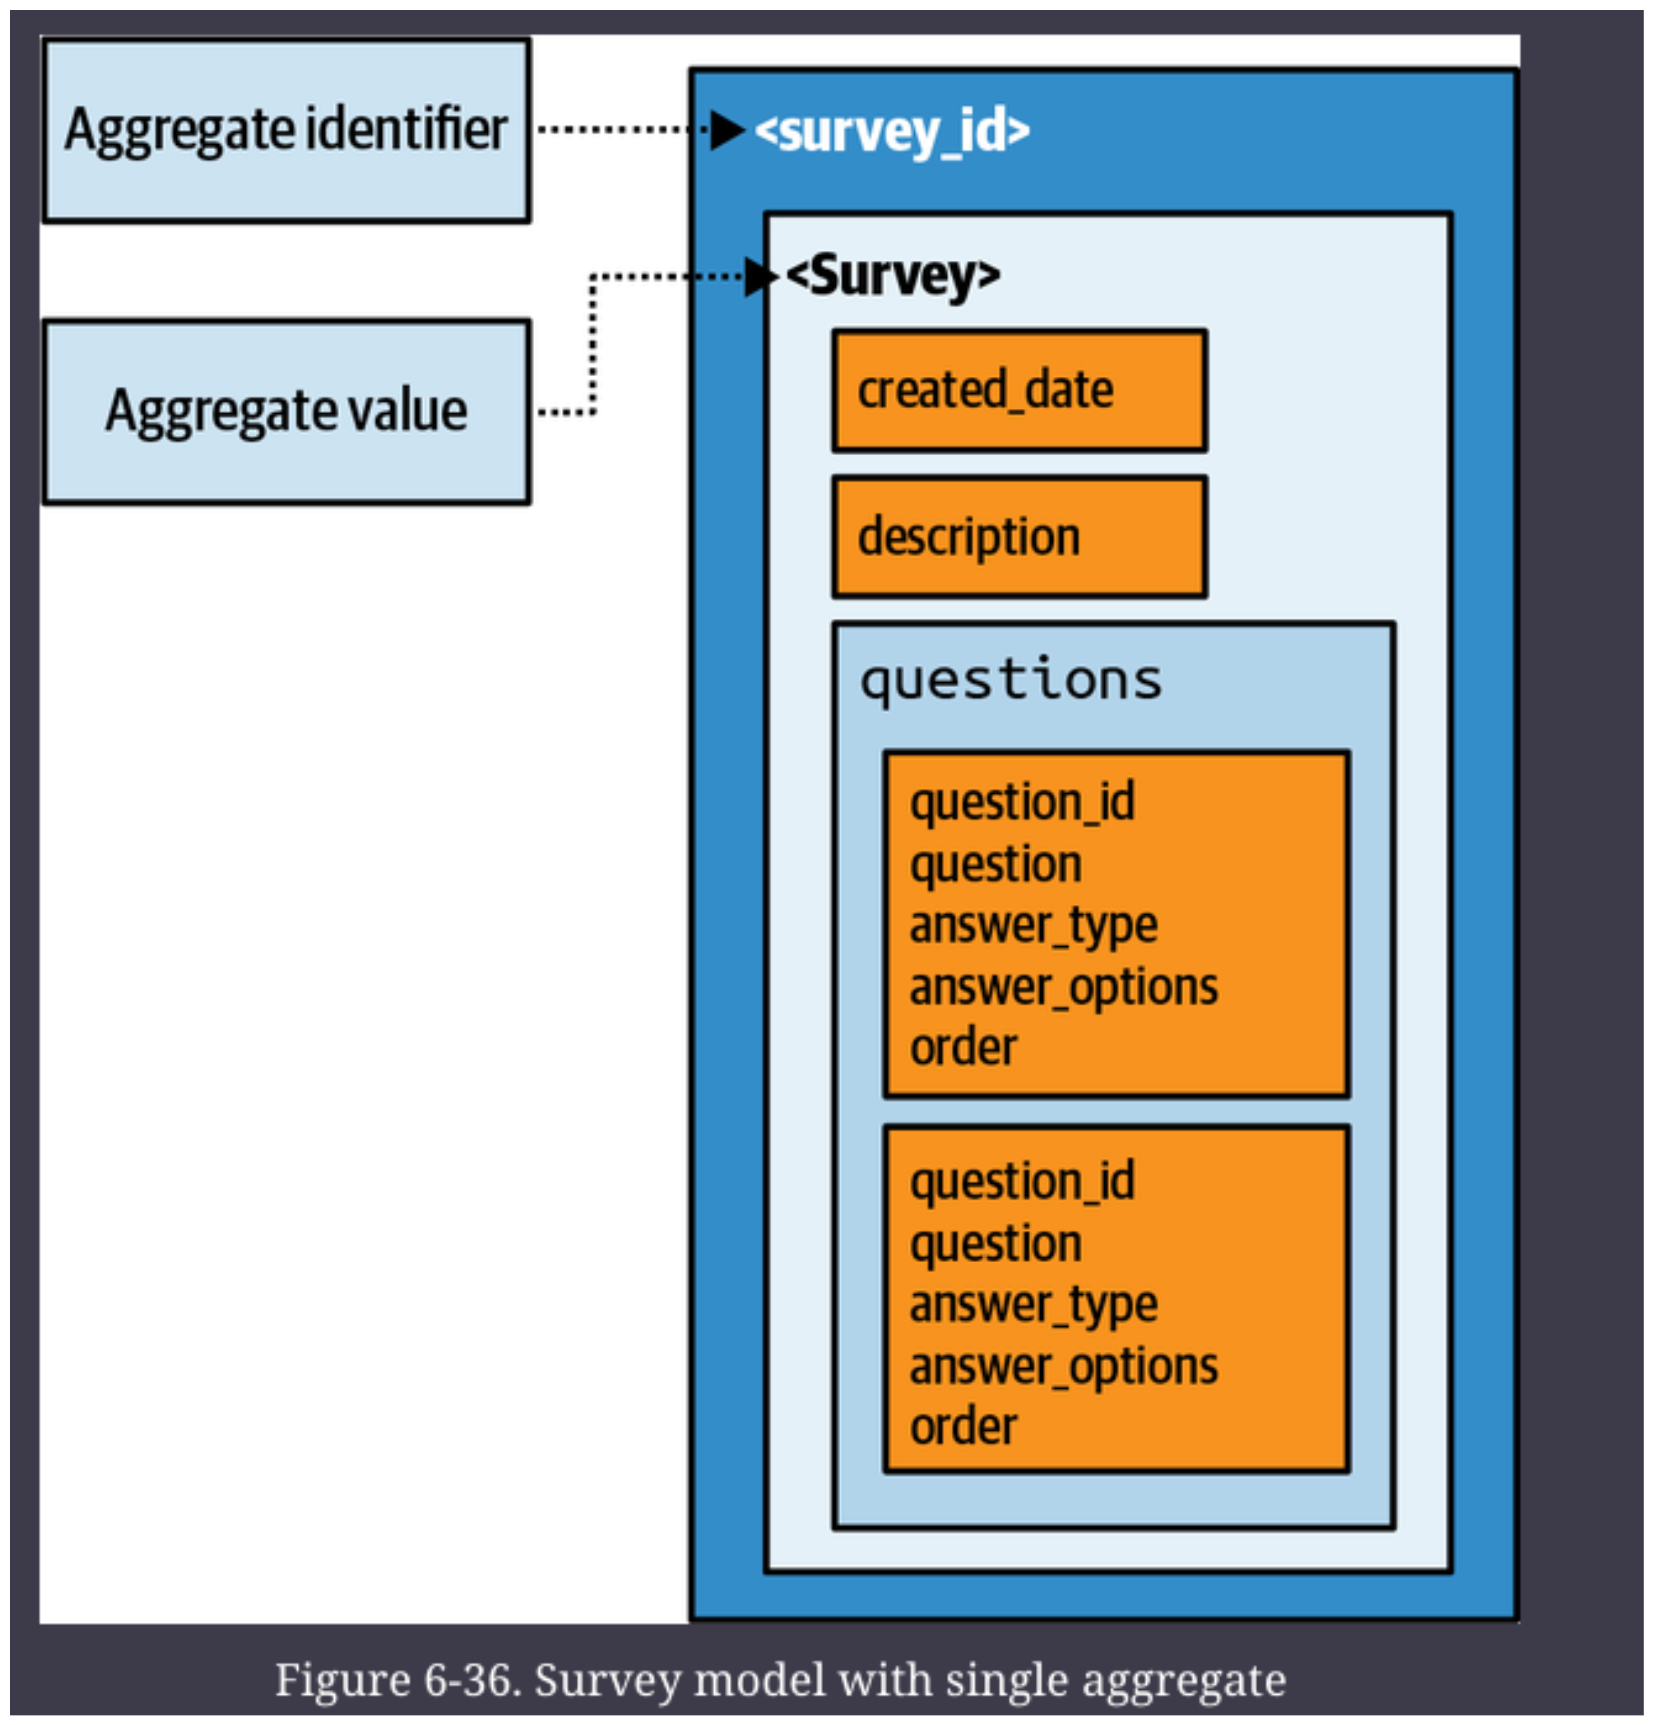 Aggregate identifier
<survey_id>
Aggregate value
<Survey>
created_date
description
questions
question_id
question
answer_type
answer_options
order
question_id
question
answer_type
answer_options
order
Figure 6-36. Survey model with single aggregate